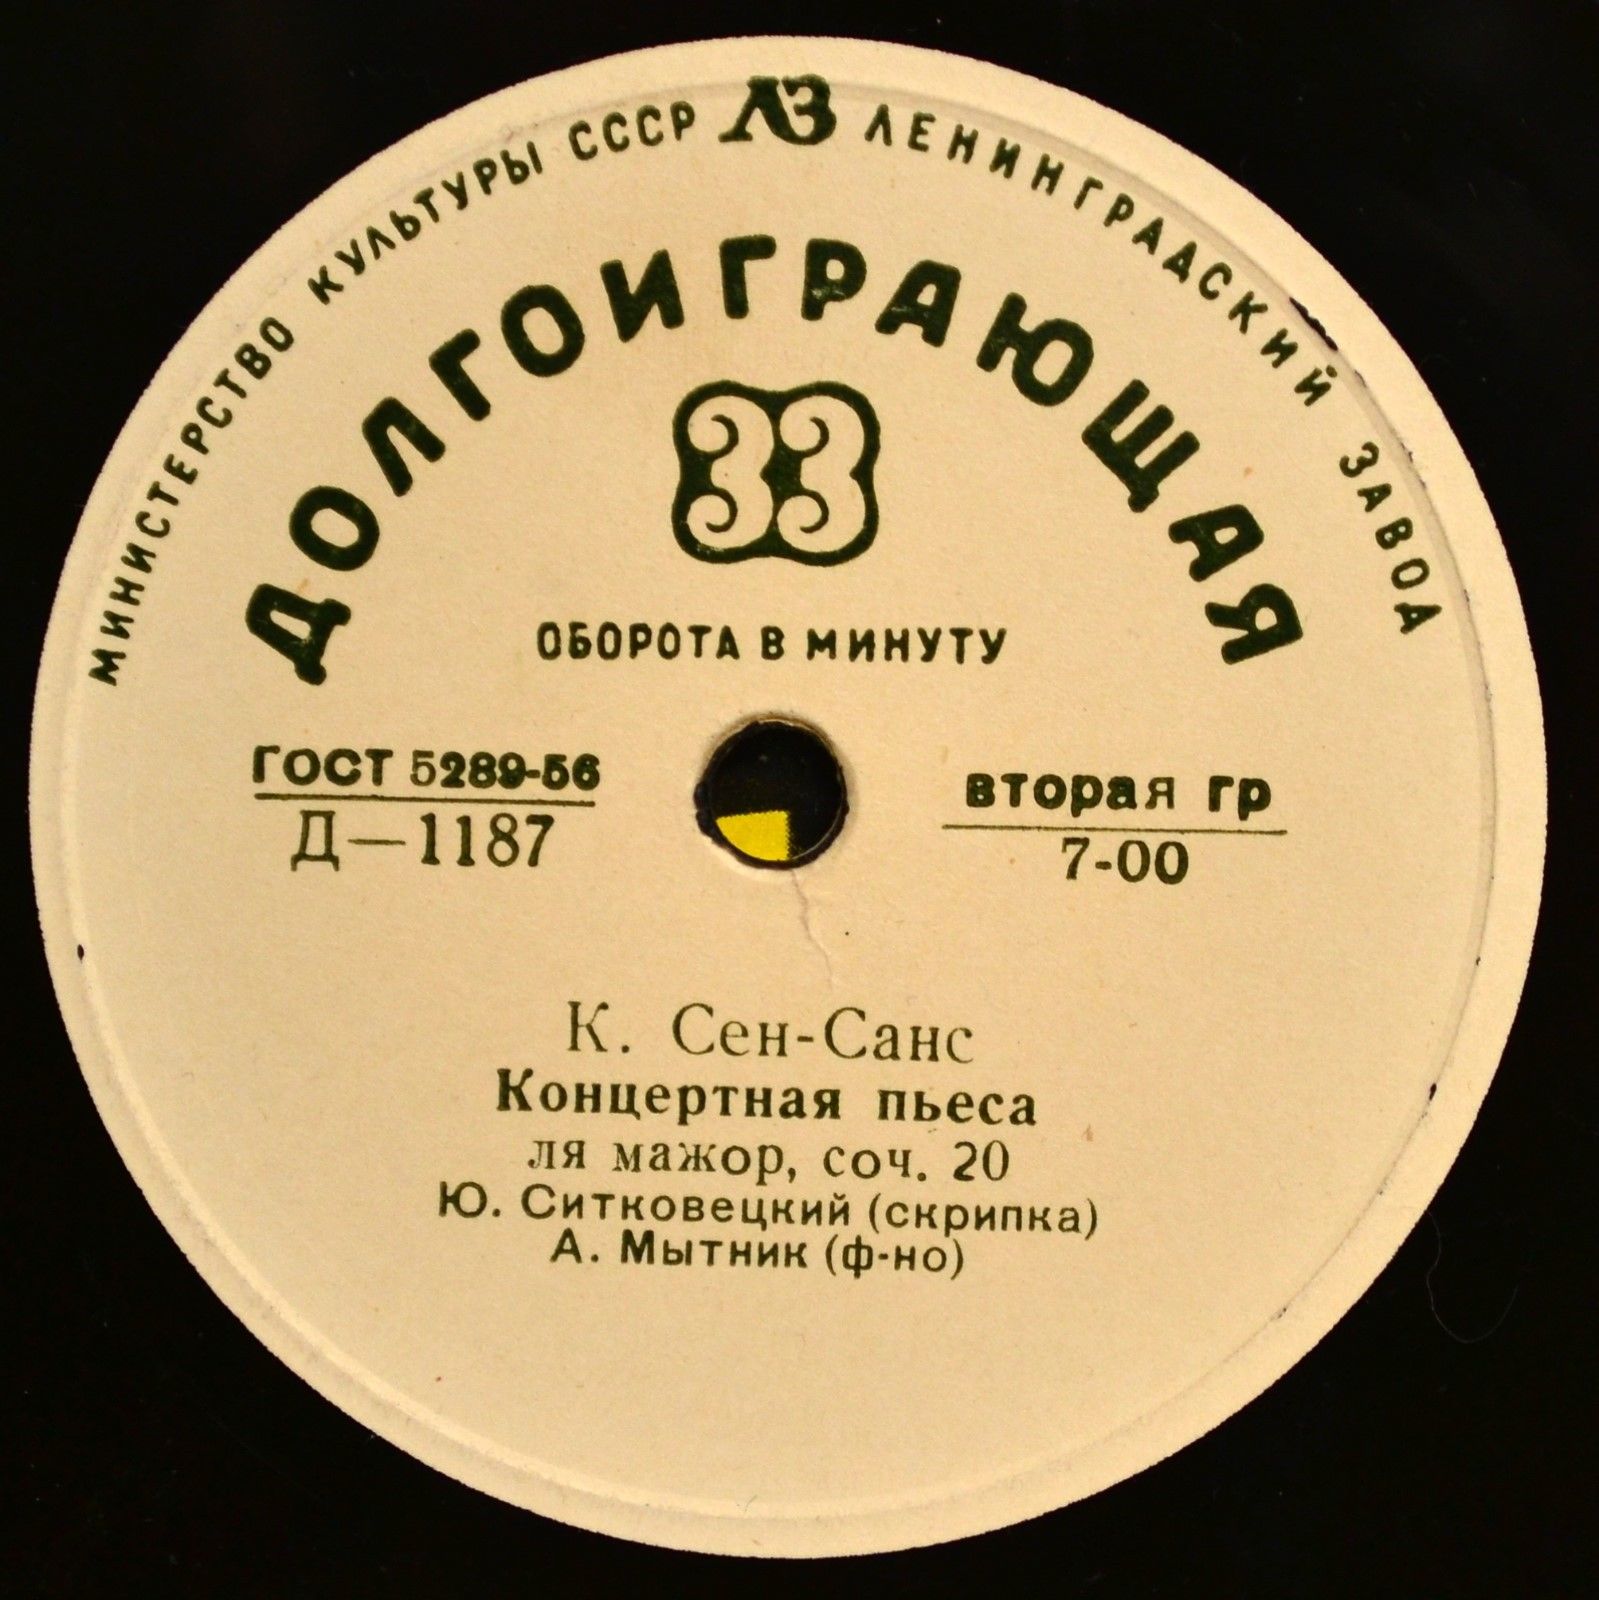 МИНИСТЕРСТВО КУЛЬТУРЫ СССР ЛЗ ЛЕНИНГРАДСКИЙ ЗАВОД
ДОЛГОИГРАЮЩАЯ
33
ОБОРОТА В МИНУТУ
ГОСТ 5289-56
Д—1187
вторая гр
7-00
К. Сен-Санс
Концертная пьеса
ля мажор, соч. 20
Ю. Ситковецкий (скрипка)
А. Мытник (ф-но)